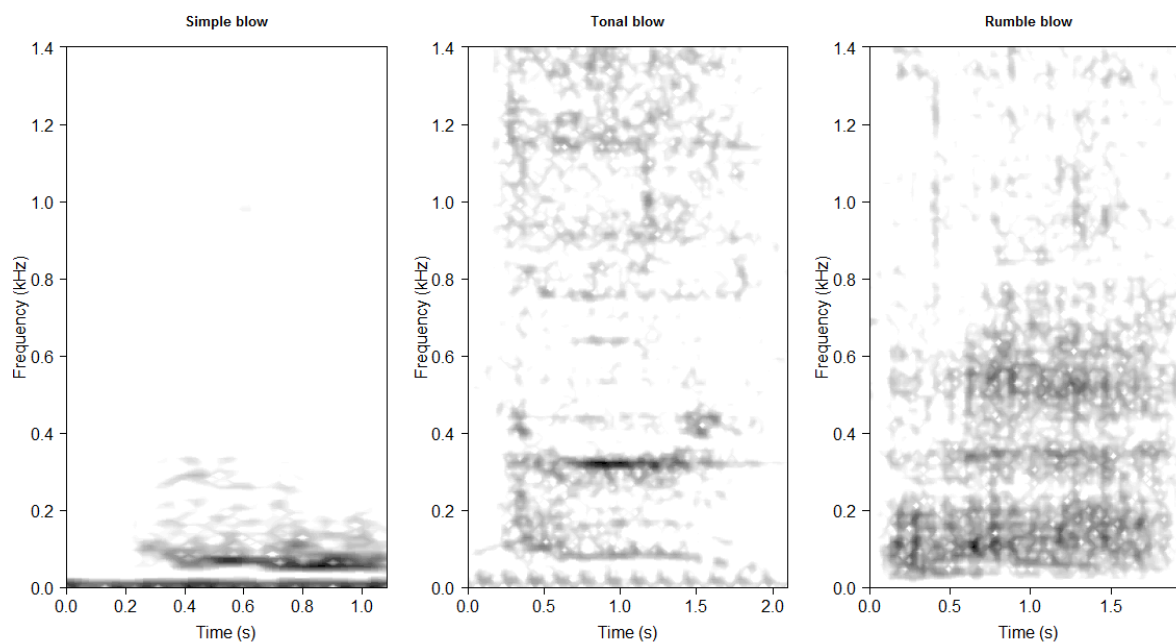 Simple blow
1.4
1.2
1.0
0.8
0.6
0.4
0.2
0.0
Frequency (kHz)
0.0 0.2 0.4 0.6 0.8 1.0
Time (s)
Tonal blow
1.4
1.2
1.0
0.8
0.6
0.4
0.2
0.0
Frequency (kHz)
0.0 0.5 1.0 1.5 2.0
Time (s)
Rumble blow
1.4
1.2
1.0
0.8
0.6
0.4
0.2
0.0
Frequency (kHz)
0.0 0.5 1.0 1.5
Time (s)